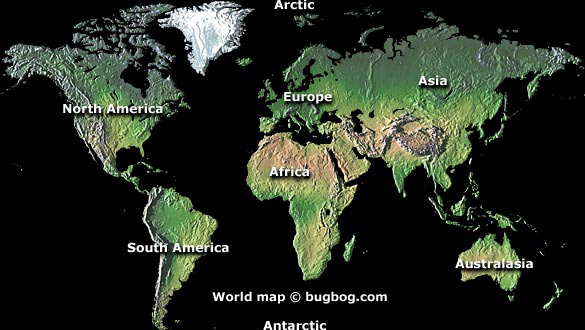 Arctic
Asia
Europe
North America
Africa
South America
Australasia
World map © bugbog.com
Antarctic